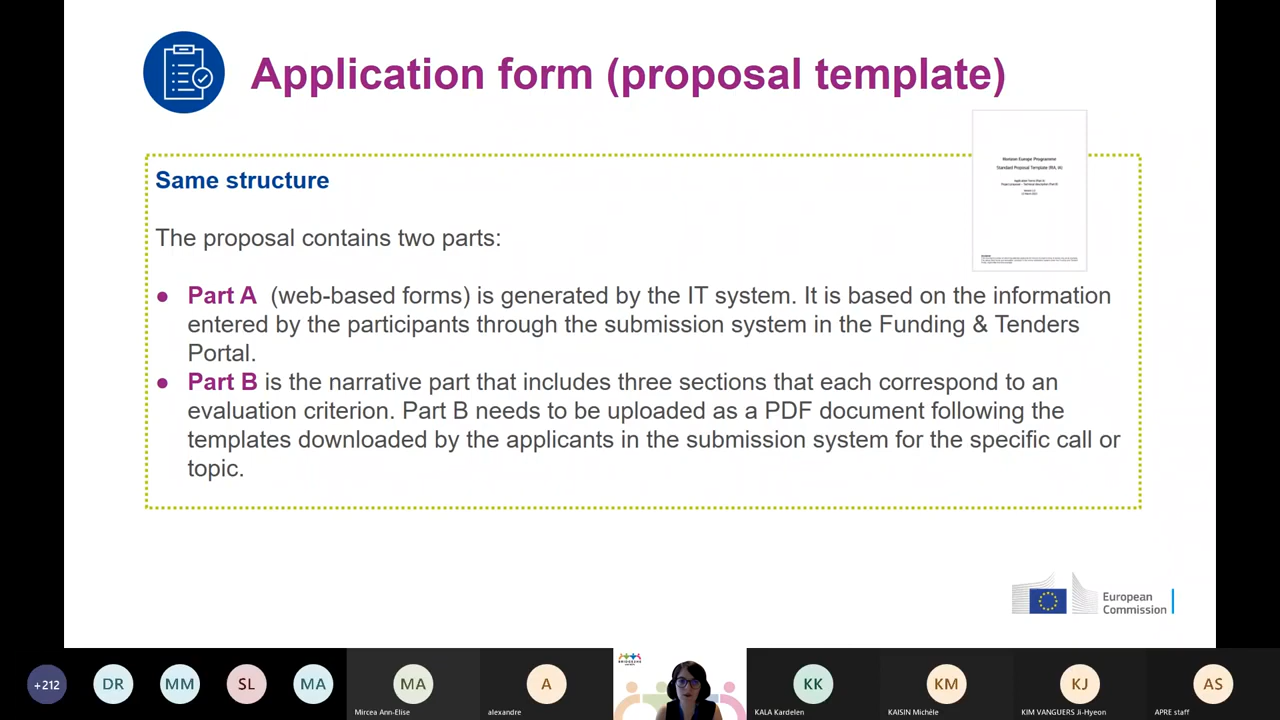 Application form (proposal template)
Horizon Europe Programme
Standard Proposal Template (RIA, IA)
Same structure
The proposal contains two parts:
● Part A (web-based forms) is generated by the IT system. It is based on the information
entered by the participants through the submission system in the Funding & Tenders
Portal.
● Part B is the narrative part that includes three sections that each correspond to an
evaluation criterion. Part B needs to be uploaded as a PDF document following the
templates downloaded by the applicants in the submission system for the specific call or
topic.
European
Commission
+212
DR
MM
SL
MA
MA
Mircea Ann-Elise
A
alexandre
KK
KALA Kardelen
KM
KAISIN Michèle
KJ
KIM VANGUERS Ji-Hyeon
AS
APRE staff